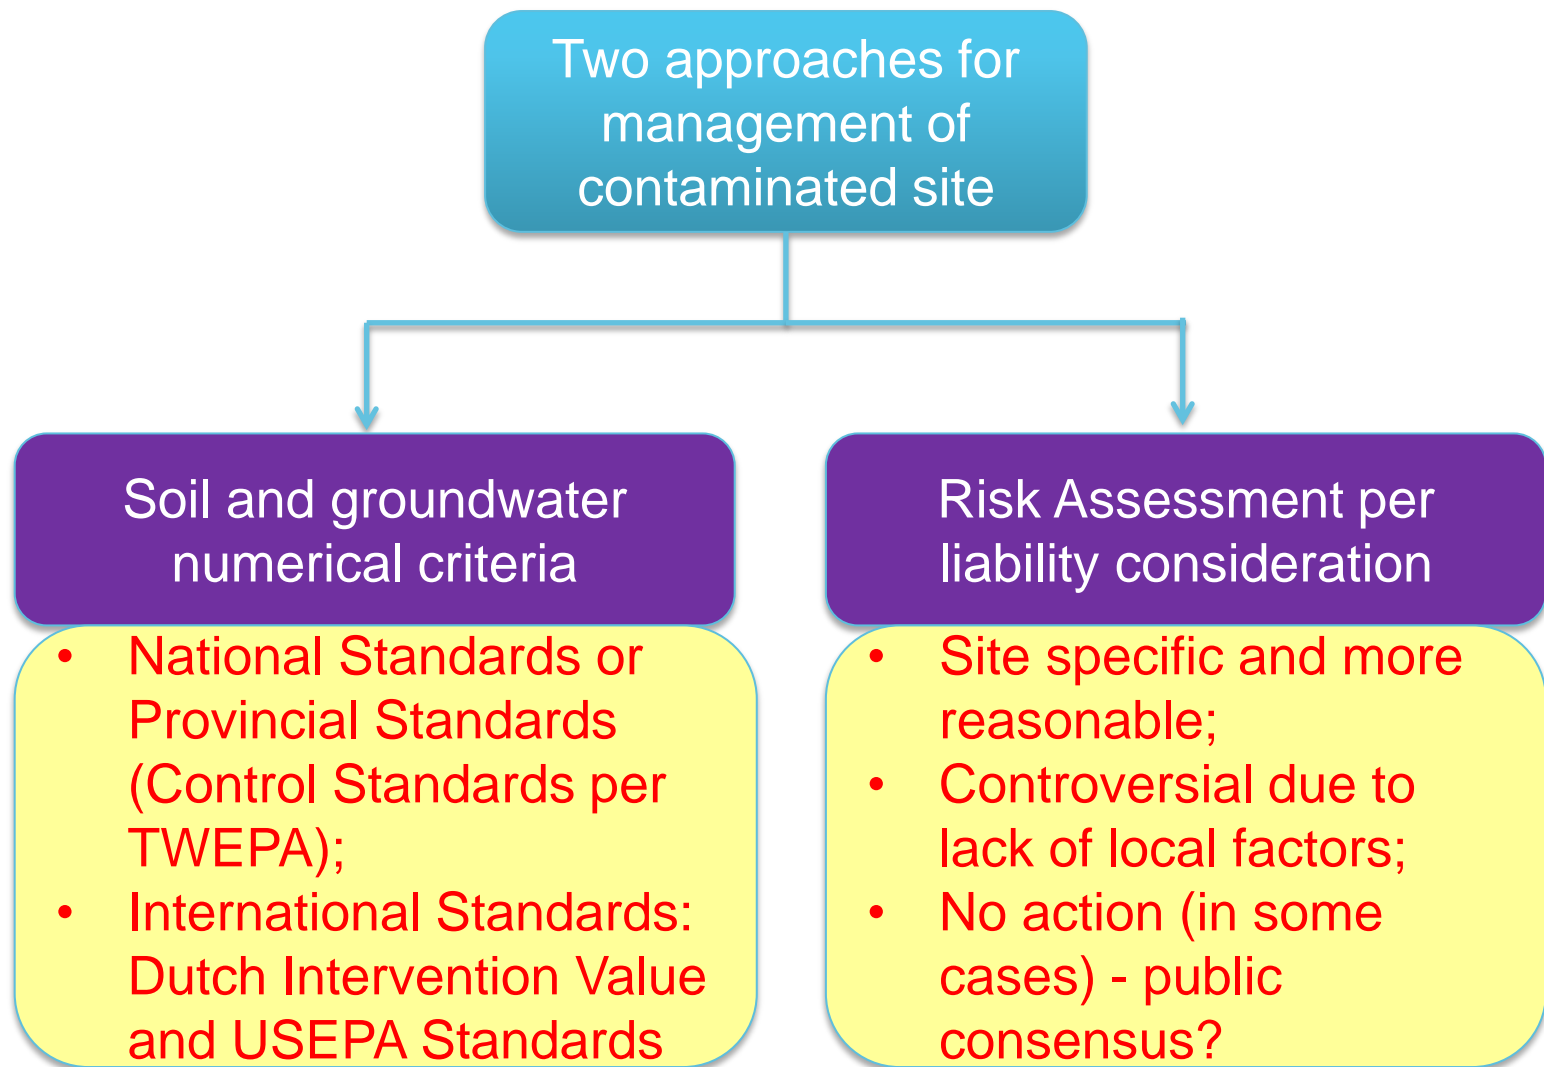 Two approaches for
management of
contaminated site
Soil and groundwater
numerical criteria
• National Standards or
Provincial Standards
(Control Standards per
TWEPA);
• International Standards:
Dutch Intervention Value
and USEPA Standards
Risk Assessment per
liability consideration
• Site specific and more
reasonable;
• Controversial due to
lack of local factors;
• No action (in some
cases) - public
consensus?